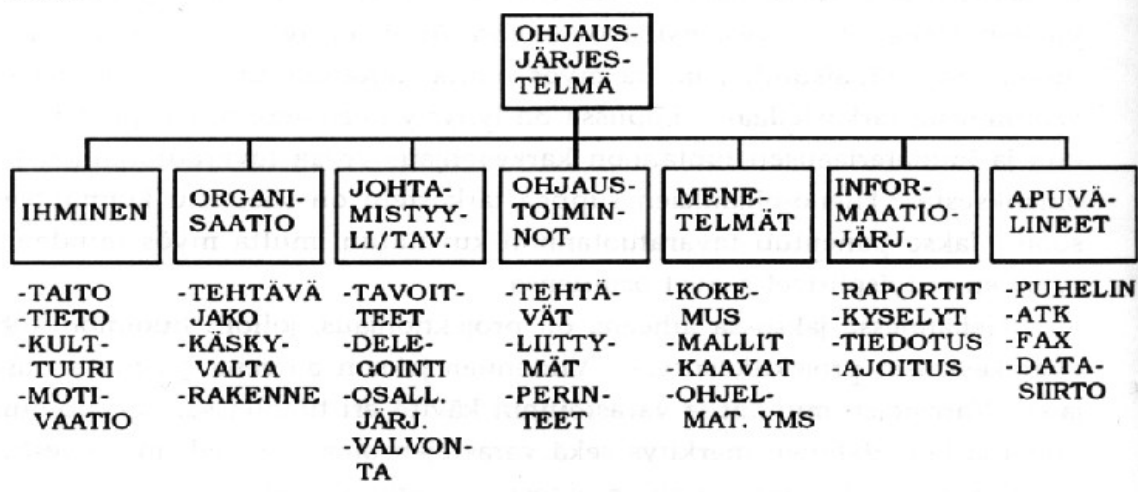 OHJAUS-
JÄRJES-
TELMÄ
IHMINEN
ORGANI-
SAATIO
JOHTA-
MISTYY-
LI/TAV.
OHJAUS-
TOIMIN-
NOT
MENE-
TELMÄT
INFOR-
MAATIO-
JÄRJ.
APUVÄ-
LINEET
-TAITO
-TIETO
-KULT-
TUURI
-MOTI-
VAATIO
-TEHTÄVÄ
-JAKO
-KÄSKY-
VALTA
-RAKENNE
-TAVOIT-
TEET
-DELE-
GOINTI
-OSALL.
JÄRJ.
-VALVON-
TA
-TEHTÄ-
VÄT
-LIITTY-
MÄT
-PERIN-
TEET
-KOKE-
MUS
-MALLIT
-KAAVAT
-OHJEL-
MAT. YMS
-RAPORTIT
-KYSELYT
-TIEDOTUS
-AJOITUS
-PUHELIN
-ATK
-FAX
-DATA-
SIIRTO